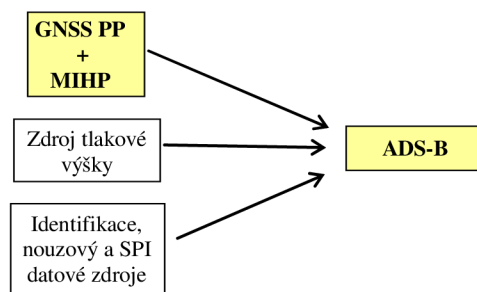 GNSS PP
+
MIHP
Zdroj tlakové
výšky
ADS-B
Identifikace,
nouzový a SPI
datové zdroje